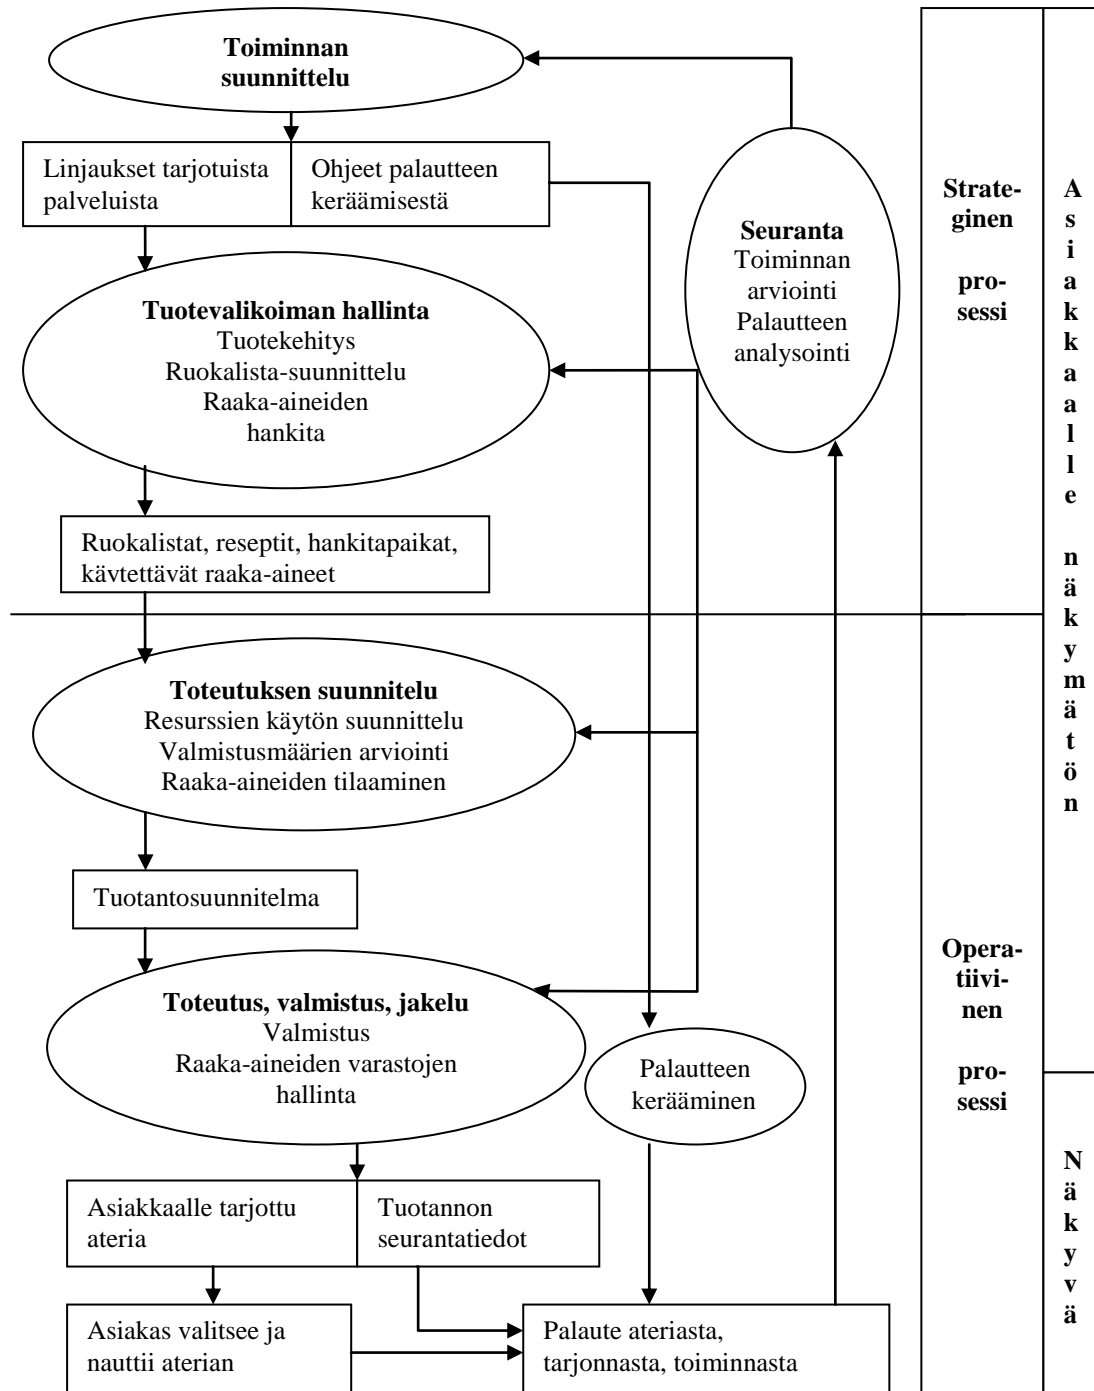 Toiminnan
suunnittelu
Linjaukset tarjotuista
palveluista
Ohjeet palautteen
keräämisestä
Seuranta
Toiminnan
arviointi
Palautteen
analysointi
Tuotevalikoiman hallinta
Tuotekehitys
Ruokalista-suunnittelu
Raaka-aineiden
hankita
Ruokalistat, reseptit, hankitapaikat,
kävtettävät raaka-aineet
Toteutuksen suunnitelu
Resurssien käytön suunnittelu
Valmistusmäärien arviointi
Raaka-aineiden tilaaminen
Tuotantosuunnitelma
Toteutus, valmistus, jakelu
Valmistus
Raaka-aineiden varastojen
hallinta
Palautteen
kerääminen
Asiakkaalle tarjottu
ateria
Tuotannon
seurantatiedot
Asiakas valitsee ja
nauttii aterian
Palaute ateriasta,
tarjonnasta, toiminnasta
Strate-
ginen
pro-
sessi
Opera-
tiivi-
nen
pro-
sessi
Asiakkaalle näkymätön
Näkyvä